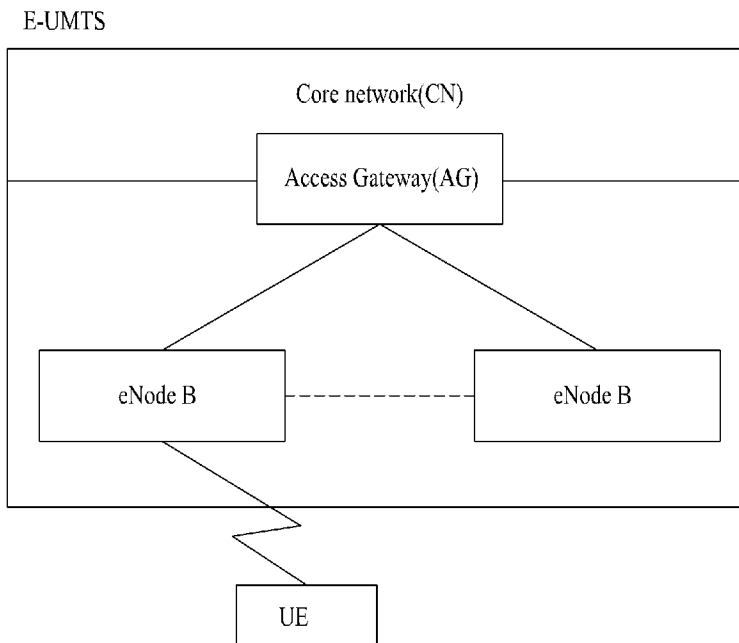 E-UMTS
Core network(CN)
Access Gateway(AG)
eNode B
eNode B
UE